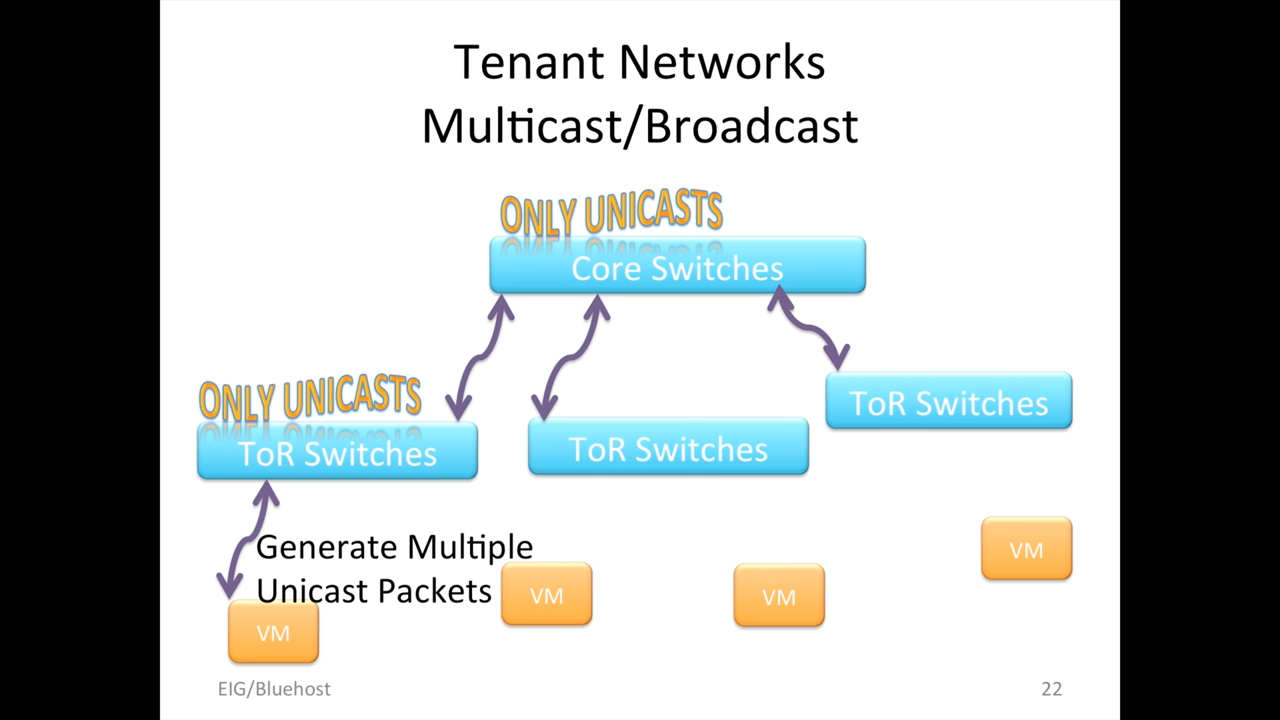 Tenant Networks
Multicast/Broadcast
ONLY UNICASTS
Core Switches
ToR Switches
ONLY UNICASTS
ToR Switches
ToR Switches
Generate Multiple
Unicast Packets
VM
VM
VM
VM
EIG/Bluehost
22